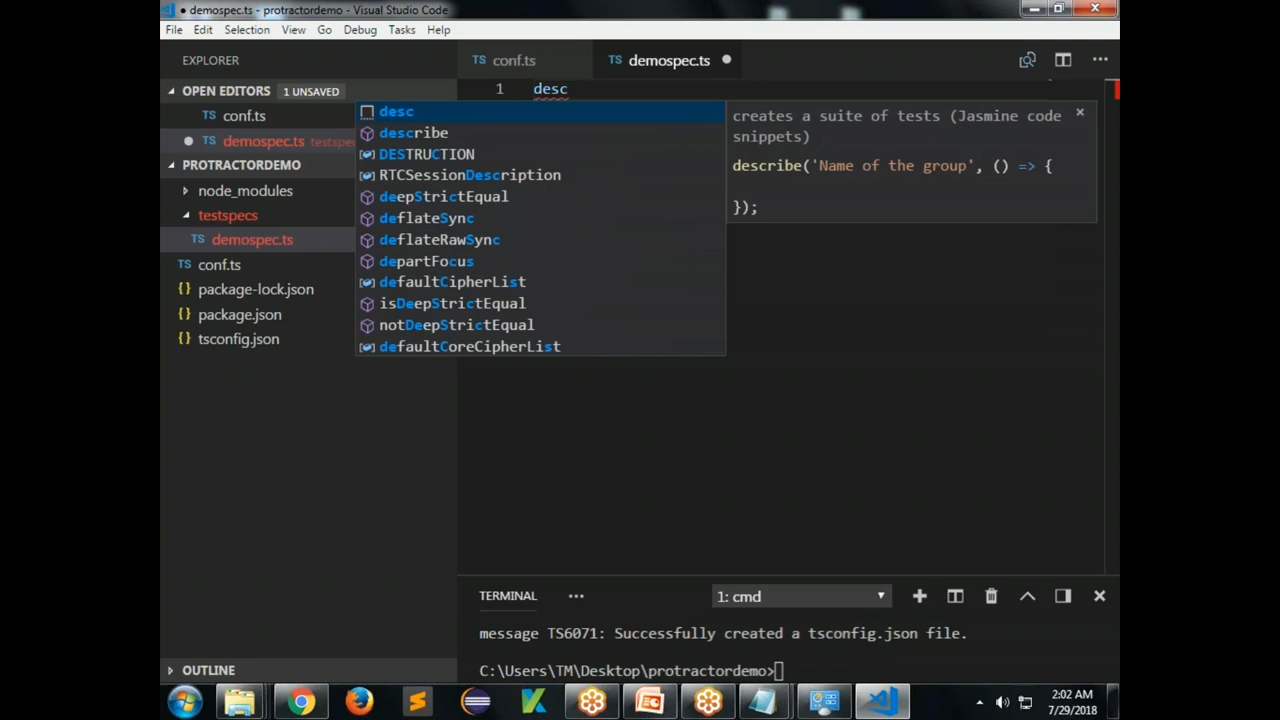 demospec.ts - protractordemo - Visual Studio Code
File Edit Selection View Go Debug Tasks Help
EXPLORER
TS conf.ts
TS demospec.ts
OPEN EDITORS 1 UNSAVED
TS conf.ts
TS demospec.ts testspe
PROTRACTORDEMO
node_modules
testspecs
TS demospec.ts
TS conf.ts
{} package-lock.json
{} package.json
{} tsconfig.json
OUTLINE
1 desc
desc
describe
DESTRUCTION
RTCSessionDescription
deepStrictEqual
deflateSync
deflateRawSync
departFocus
defaultCipherList
isDeepStrictEqual
notDeepStrictEqual
defaultCoreCipherList
creates a suite of tests (Jasmine code
snippets)
describe('Name of the group', () => {
});
TERMINAL ••• 1: cmd
message TS6071: Successfully created a tsconfig.json file.
C:\Users\TM\Desktop\protractordemo>
2:02 AM
7/29/2018